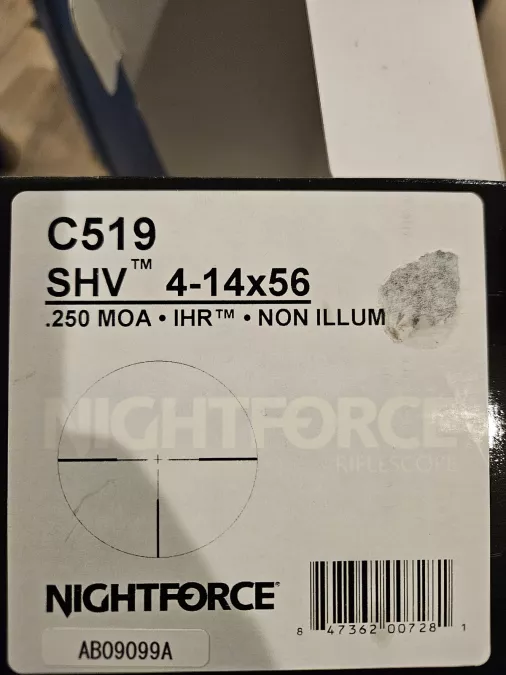 C519
SHV™ 4-14x56
.250 MOA • IHR™ • NON ILLUM
NIGHTFORCE
RIFLESCOPE
NIGHTFORCE®
8 47362 00728 1
AB09099A